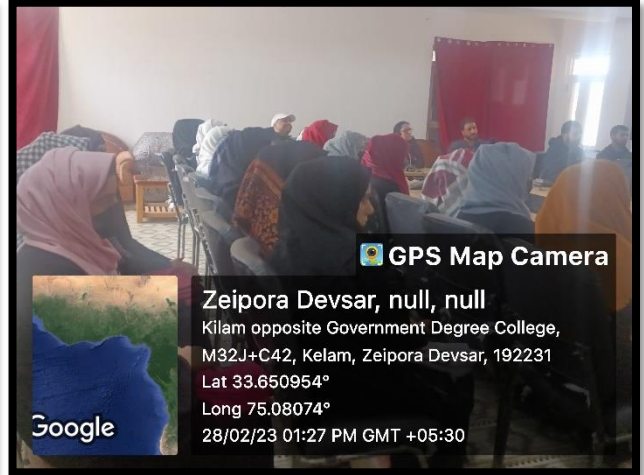 GPS Map Camera
Zeipora Devsar, null, null
Kilam opposite Government Degree College,
M32J+C42, Kelam, Zeipora Devsar, 192231
Lat 33.650954°
Long 75.08074°
28/02/23 01:27 PM GMT +05:30
Google